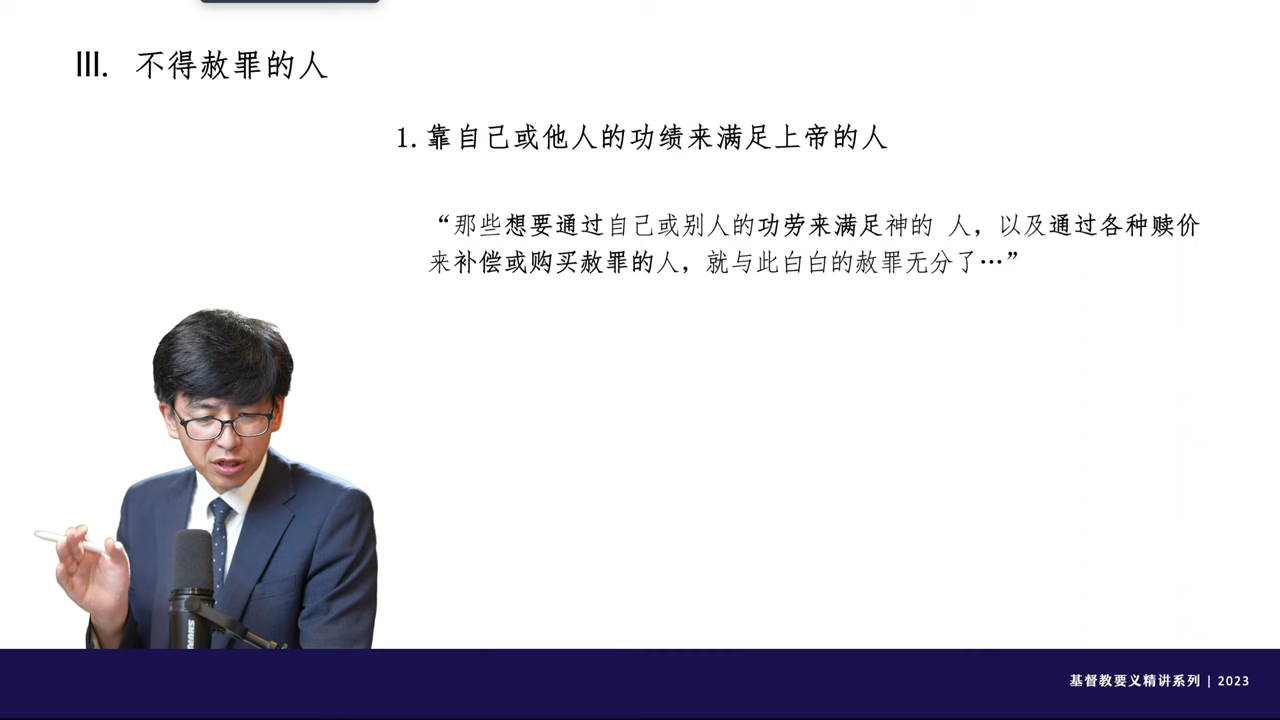 III. 不得赦罪的人
1. 靠自己或他人的功绩来满足上帝的人
“那些想要通过自己或别人的功劳来满足神的 人，以及通过各种赎价
来补偿或购买赦罪的人，就与此白白的赦罪无分了…”
SHURE
基督教要义精讲系列 | 2023